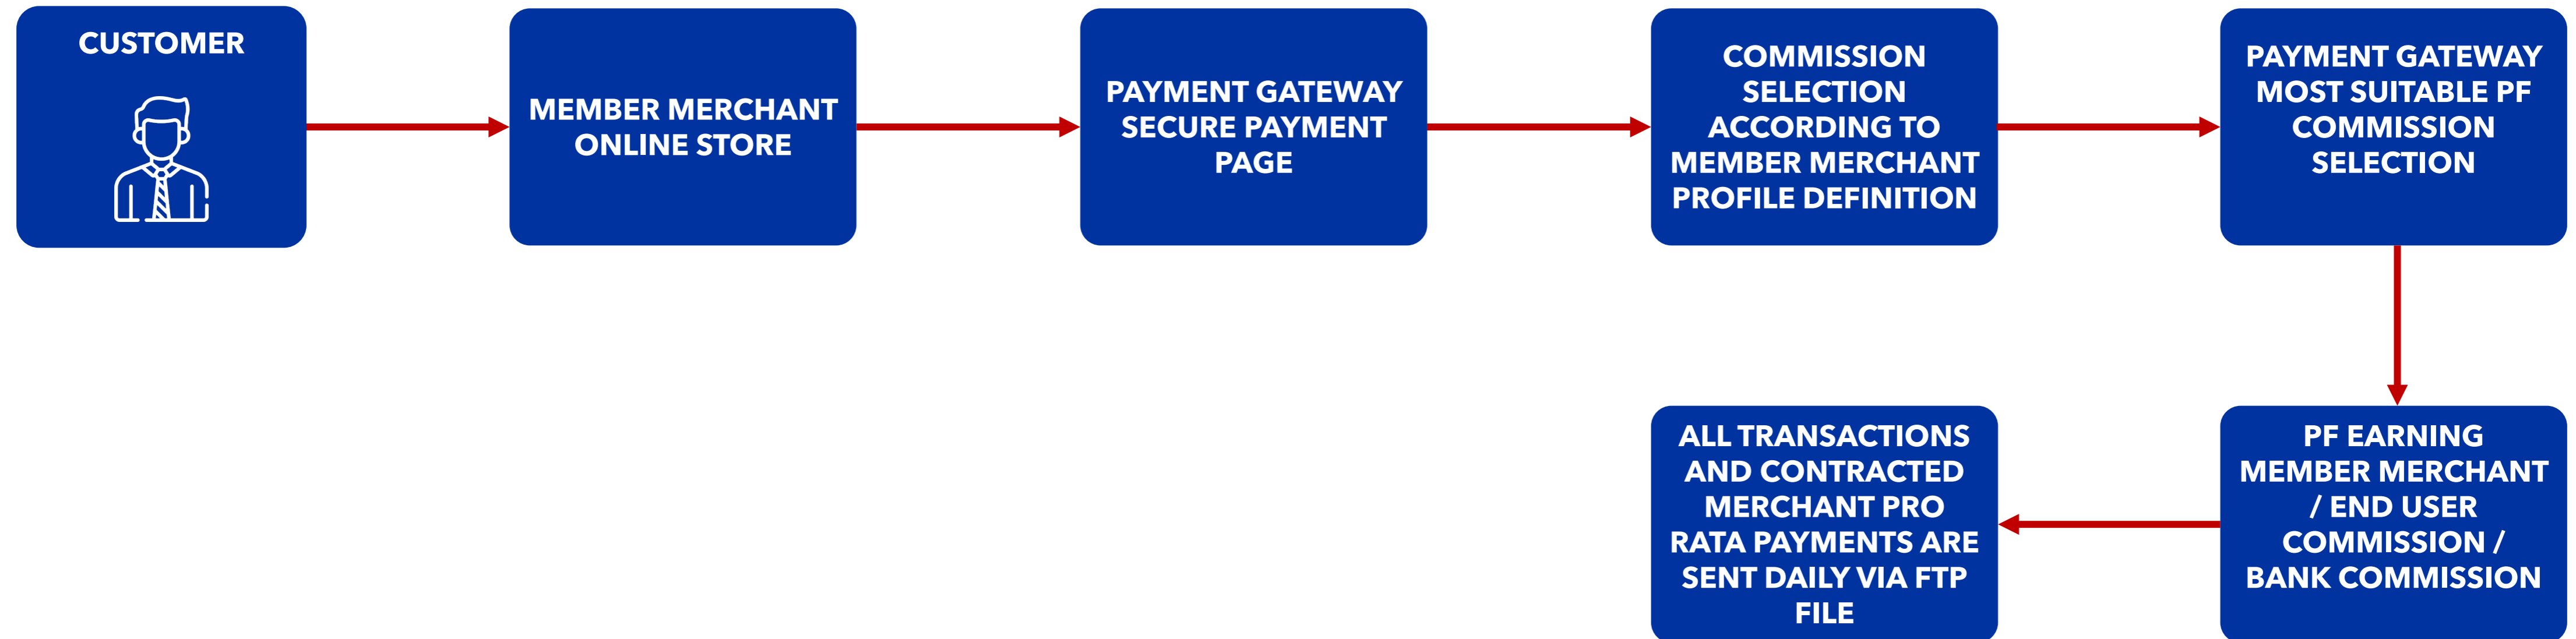 CUSTOMER
MEMBER MERCHANT
ONLINE STORE
PAYMENT GATEWAY
SECURE PAYMENT
PAGE
COMMISSION
SELECTION
ACCORDING TO
MEMBER MERCHANT
PROFILE DEFINITION
PAYMENT GATEWAY
MOST SUITABLE PF
COMMISSION
SELECTION
PF EARNING
MEMBER MERCHANT
/ END USER
COMMISSION /
BANK COMMISSION
ALL TRANSACTIONS
AND CONTRACTED
MERCHANT PRO
RATA PAYMENTS ARE
SENT DAILY VIA FTP
FILE